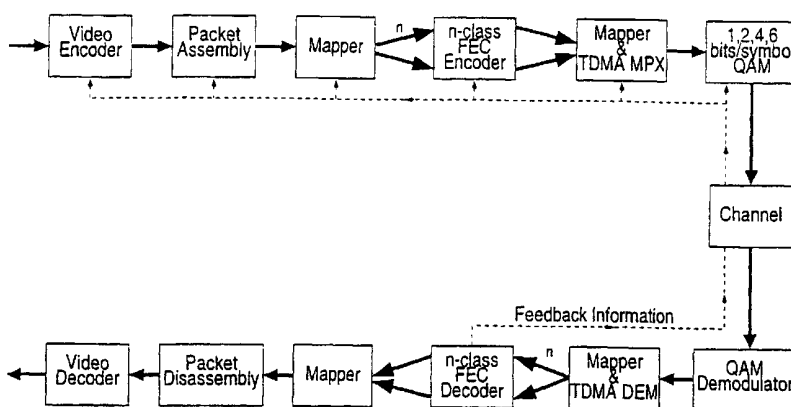 Video
Encoder
Packet
Assembly
Mapper
n
n-class
FEC
Encoder
Mapper
&
TDMA MPX
1,2,4,6
bits/symbo
QAM
Channel
Feedback Information
Video
Decoder
Packet
Disassembly
Mapper
n-class
FEC
Decoder
n
Mapper
&
TDMA DEM
QAM
Demodulator